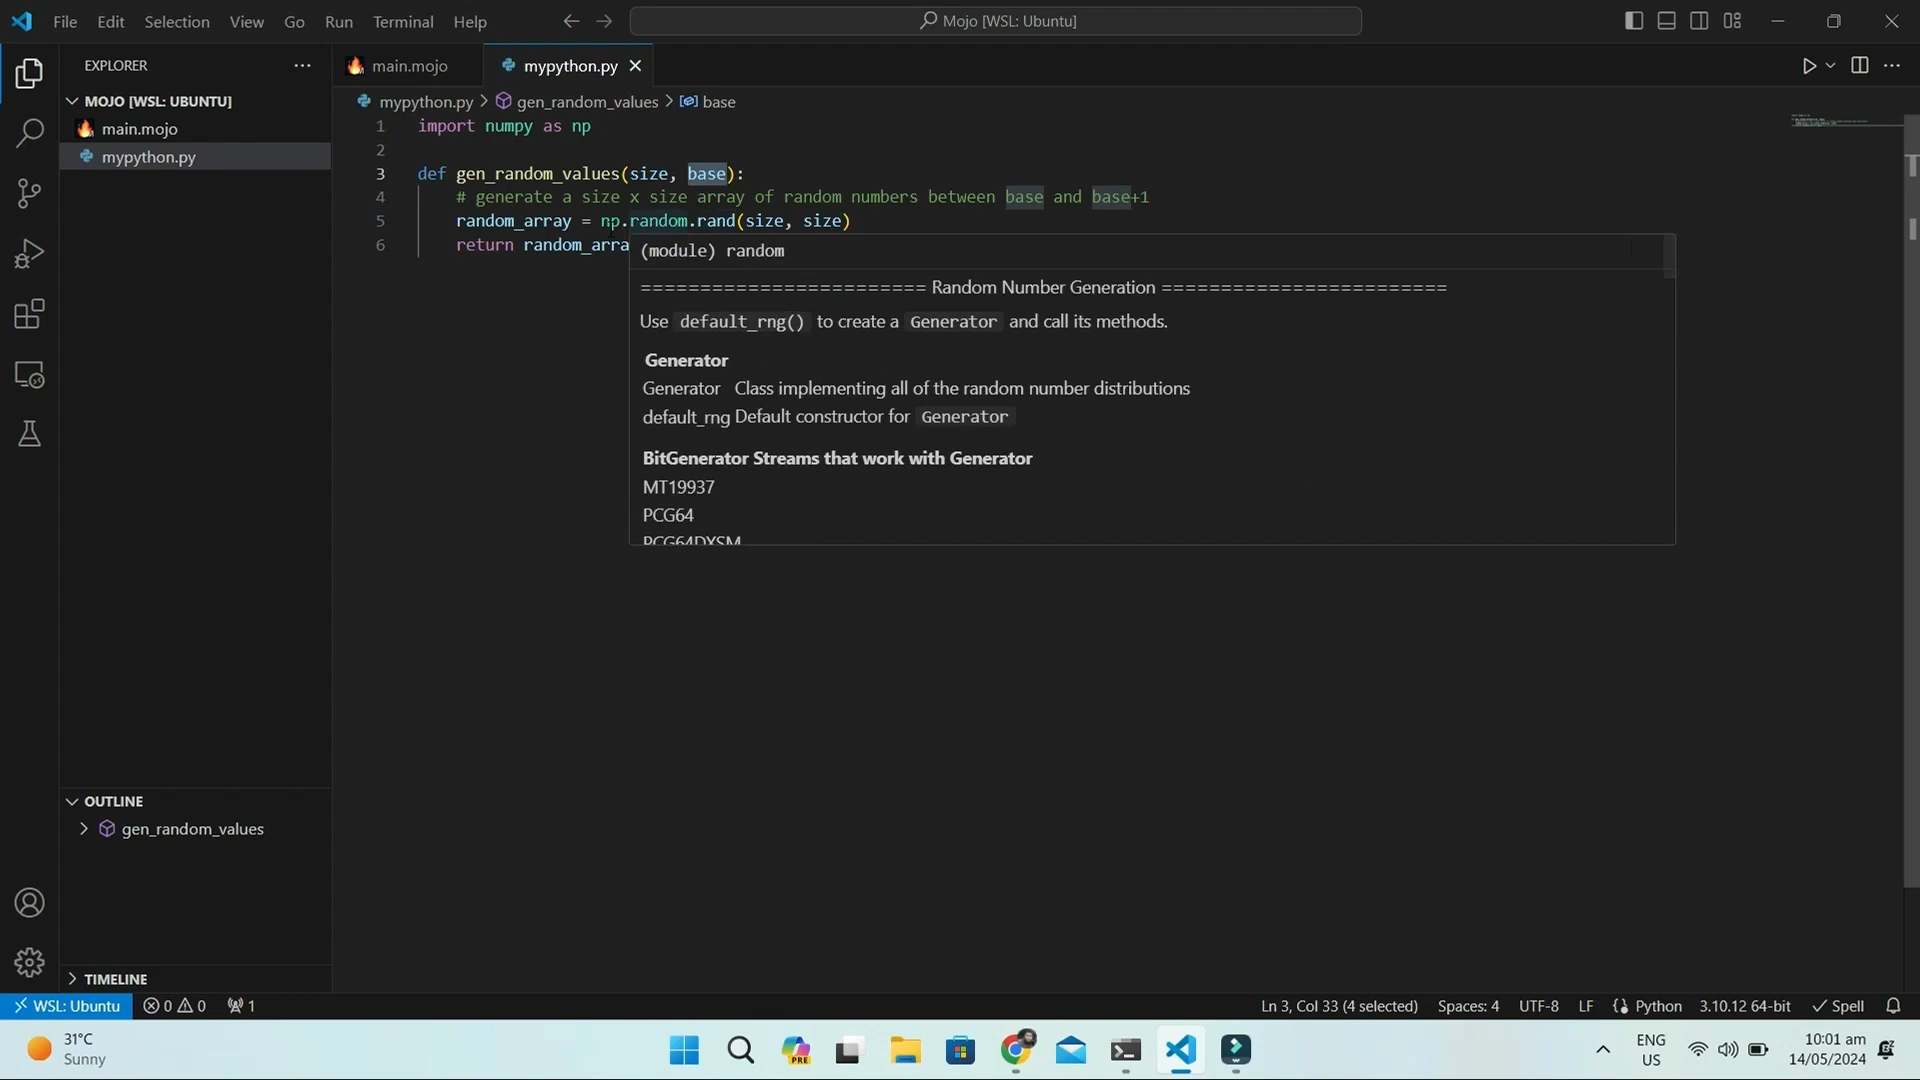 File Edit Selection View Go Run Terminal Help
Mojo [WSL: Ubuntu]
EXPLORER
MOJO [WSL: UBUNTU]
main.mojo
mypython.py
main.mojo
mypython.py
mypython.py > gen_random_values > base
1 import numpy as np
2
3 def gen_random_values(size, base):
4 # generate a size x size array of random numbers between base and base+1
5 random_array = np.random.rand(size, size)
6 return random_arra
(module) random
======================== Random Number Generation ========================
Use default_rng() to create a Generator and call its methods.
Generator
Generator Class implementing all of the random number distributions
default_rng Default constructor for Generator
BitGenerator Streams that work with Generator
MT19937
PCG64
PCG64DXSM
OUTLINE
gen_random_values
TIMELINE
WSL: Ubuntu 0 0 1
Ln 3, Col 33 (4 selected) Spaces: 4 UTF-8 LF Python 3.10.12 64-bit Spell
31°C
Sunny
PRE
ENG
US
10:01 am
14/05/2024